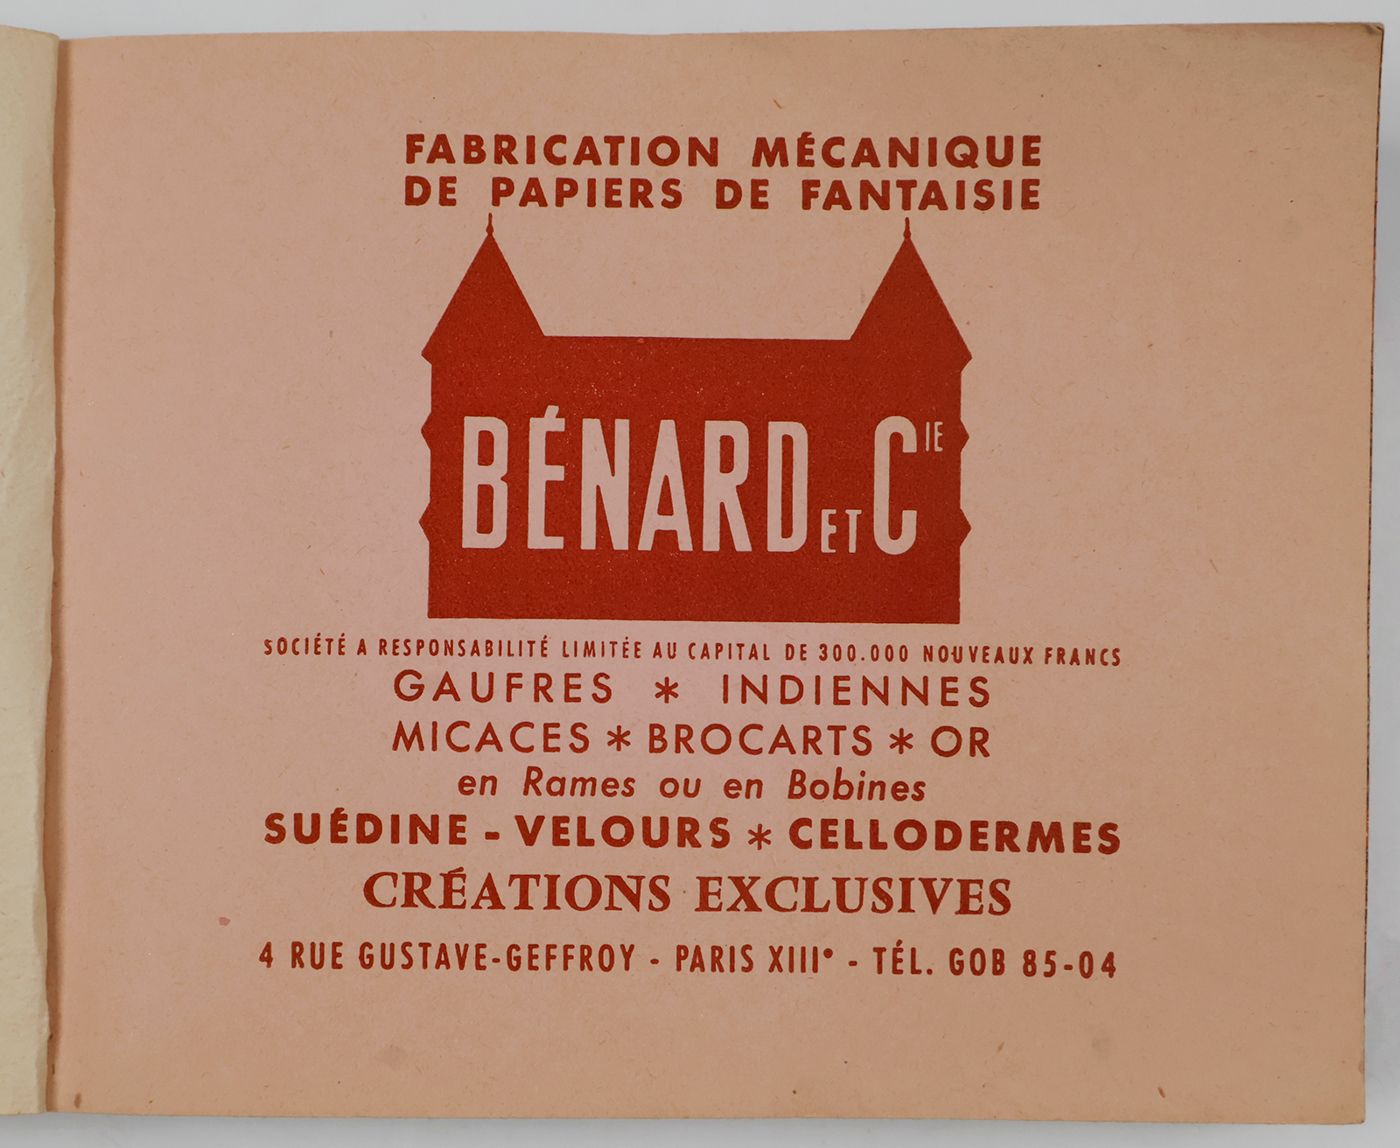 FABRICATION MÉCANIQUE
DE PAPIERS DE FANTAISIE
BÉNARD ET CIE
SOCIÉTÉ A RESPONSABILITÉ LIMITÉE AU CAPITAL DE 300.000 NOUVEAUX FRANCS
GAUFRES * INDIENNES
MICACES * BROCARTS * OR
en Rames ou en Bobines
SUÉDINE - VELOURS * CELLODERMES
CRÉATIONS EXCLUSIVES
4 RUE GUSTAVE-GEFFROY - PARIS XIII° - TÉL. GOB 85-04